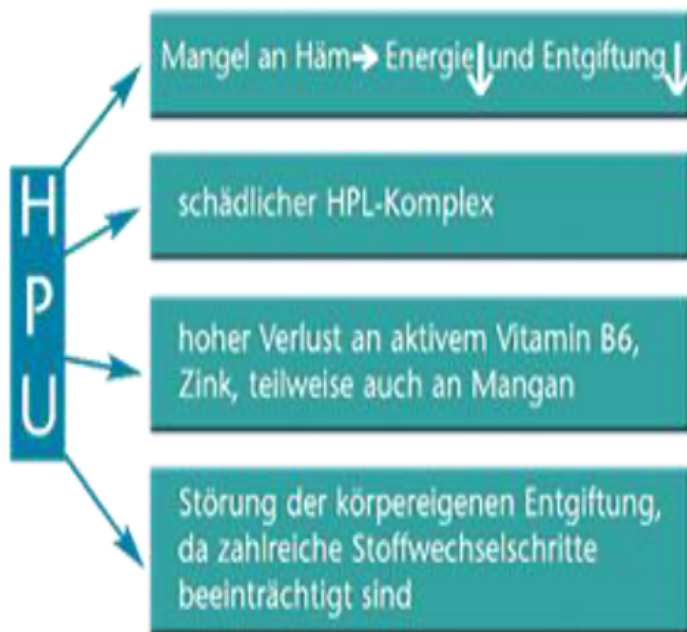 HPU
Mangel an Häm→ Energie↓und Entgiftung↓
schädlicher HPL-Komplex
hoher Verlust an aktivem Vitamin B6,
Zink, teilweise auch an Mangan
Störung der körpereigenen Entgiftung,
da zahlreiche Stoffwechselschritte
beeinträchtigt sind